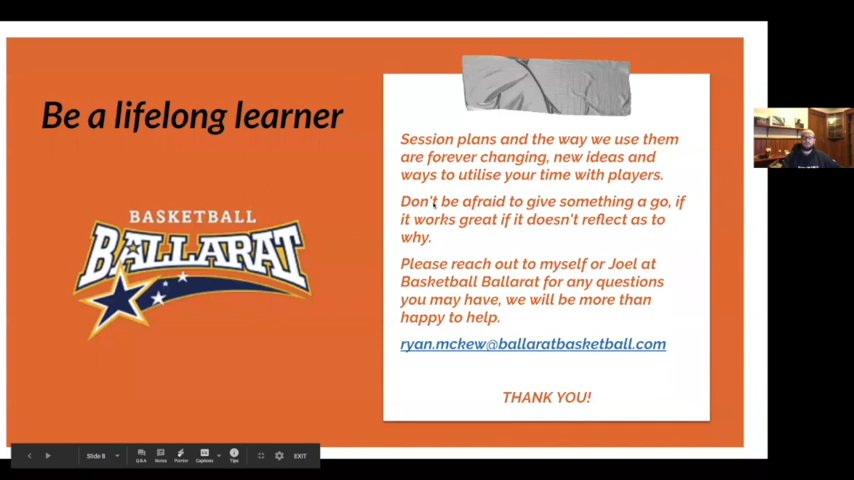 Be a lifelong learner
BASKETBALL
BALLARAT
Session plans and the way we use them
are forever changing, new ideas and
ways to utilise your time with players.
Don't be afraid to give something a go, if
it works great if it doesn't reflect as to
why.
Please reach out to myself or Joel at
Basketball Ballarat for any questions
you may have, we will be more than
happy to help.
ryan.mckew@ballaratbasketball.com
THANK YOU!
Slide 8
Q&A
Notes
Pointer
Captions
Tips
EXIT